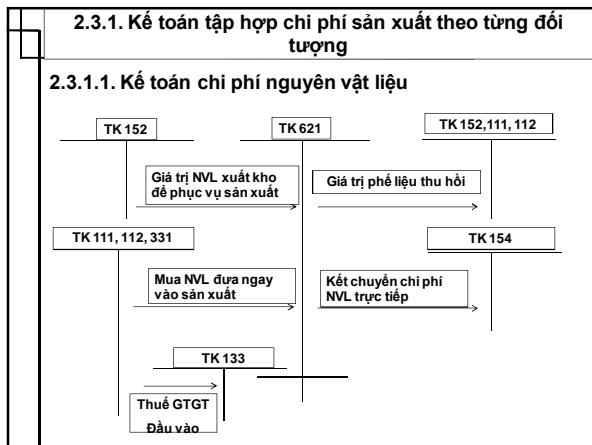 2.3.1. Kế toán tập hợp chi phí sản xuất theo từng đối
tượng
2.3.1.1. Kế toán chi phí nguyên vật liệu
TK 152
TK 621
TK 152,111, 112
Giá trị NVL xuất kho
để phục vụ sản xuất
Giá trị phế liệu thu hồi
TK 111, 112, 331
TK 154
Mua NVL đưa ngay
vào sản xuất
Kết chuyển chi phí
NVL trực tiếp
TK 133
Thuế GTGT
Đầu vào